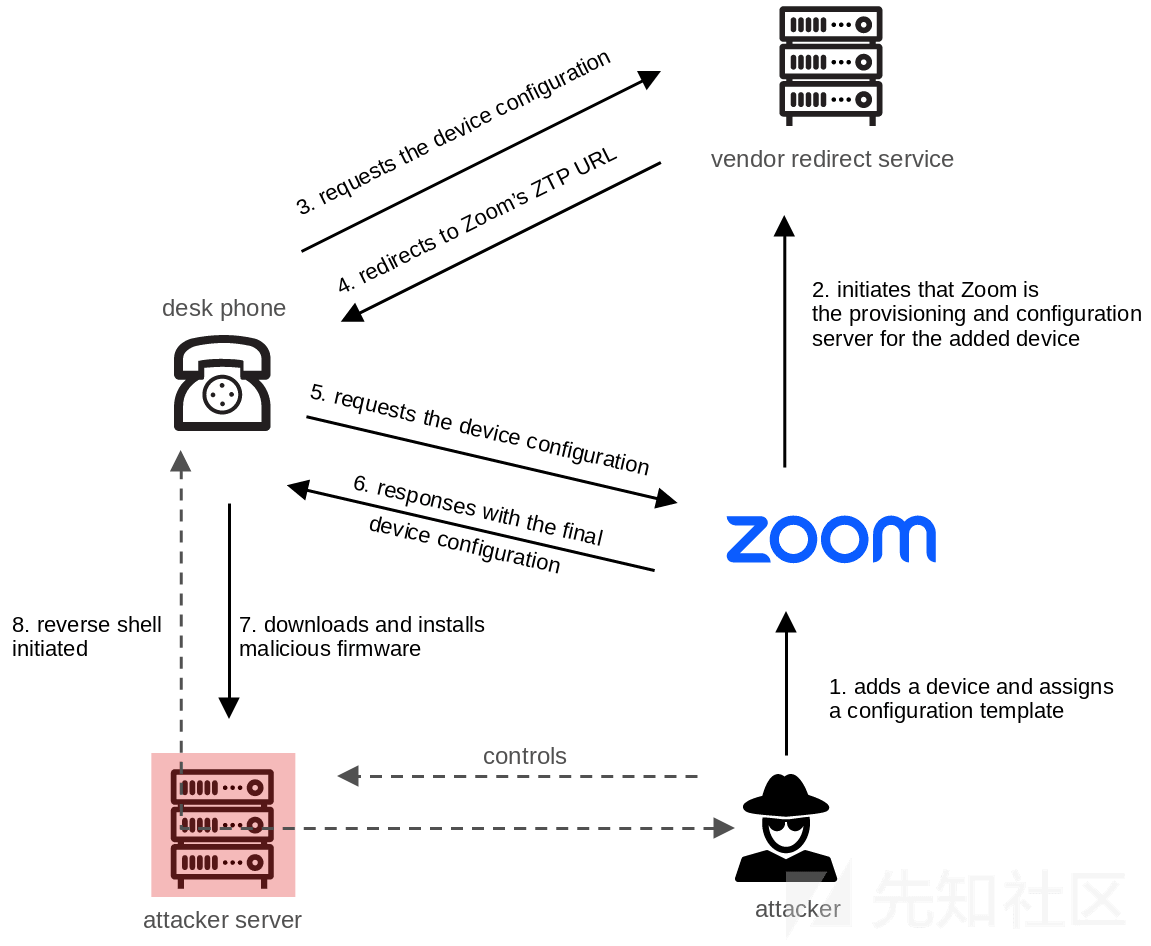 3. requests the device configuration
vendor redirect service
4. redirects to Zoom’s ZTP URL
desk phone
2. initiates that Zoom is
the provisioning and configuration
server for the added device
5. requests the device configuration
6. responses with the final
device configuration
zoom
8. reverse shell
initiated
7. downloads and installs
malicious firmware
1. adds a device and assigns
a configuration template
controls
attacker server
attacker
先知社区